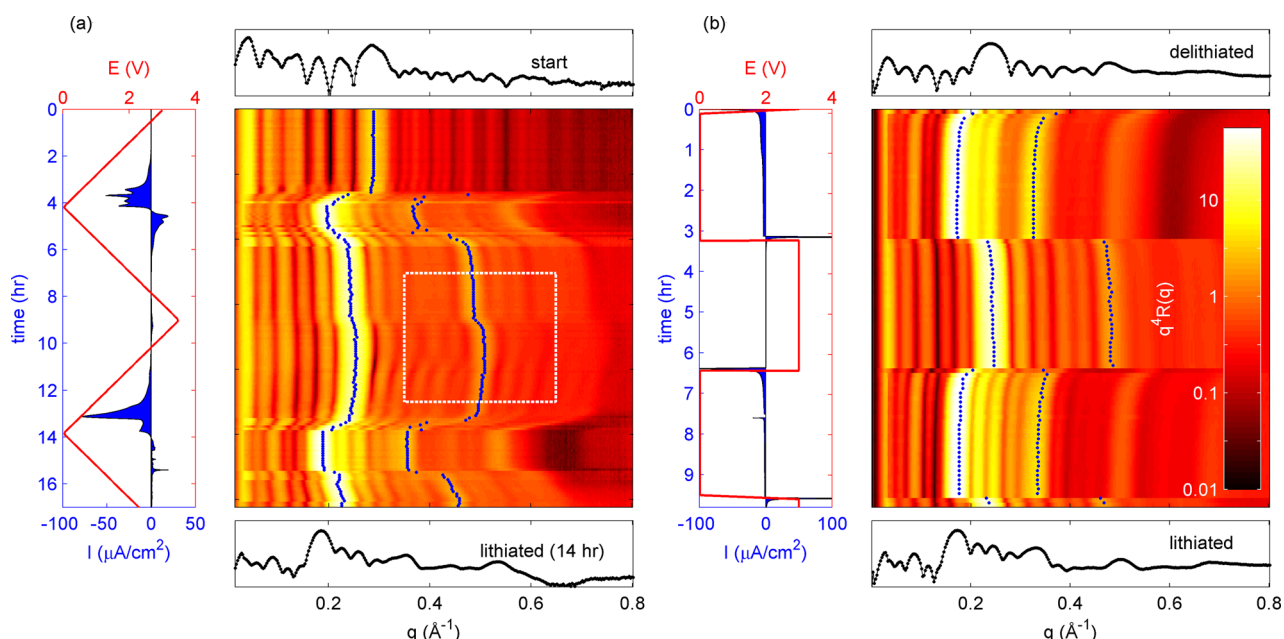 (a)
E (V)
0 2 4
start
0
2
4
6
8
10
12
14
16
time (hr)
-100 -50 0 50
I (μA/cm²)
lithiated (14 hr)
0.2 0.4 0.6 0.8
q (Å⁻¹)
(b)
E (V)
0 1 2 3 4
delithiated
0
1
2
3
4
5
6
7
8
9
time (hr)
-100 0 100
I (μA/cm²)
10
1
0.1
0.01
q⁴R(q)
lithiated
0.2 0.4 0.6 0.8
q (Å⁻¹)